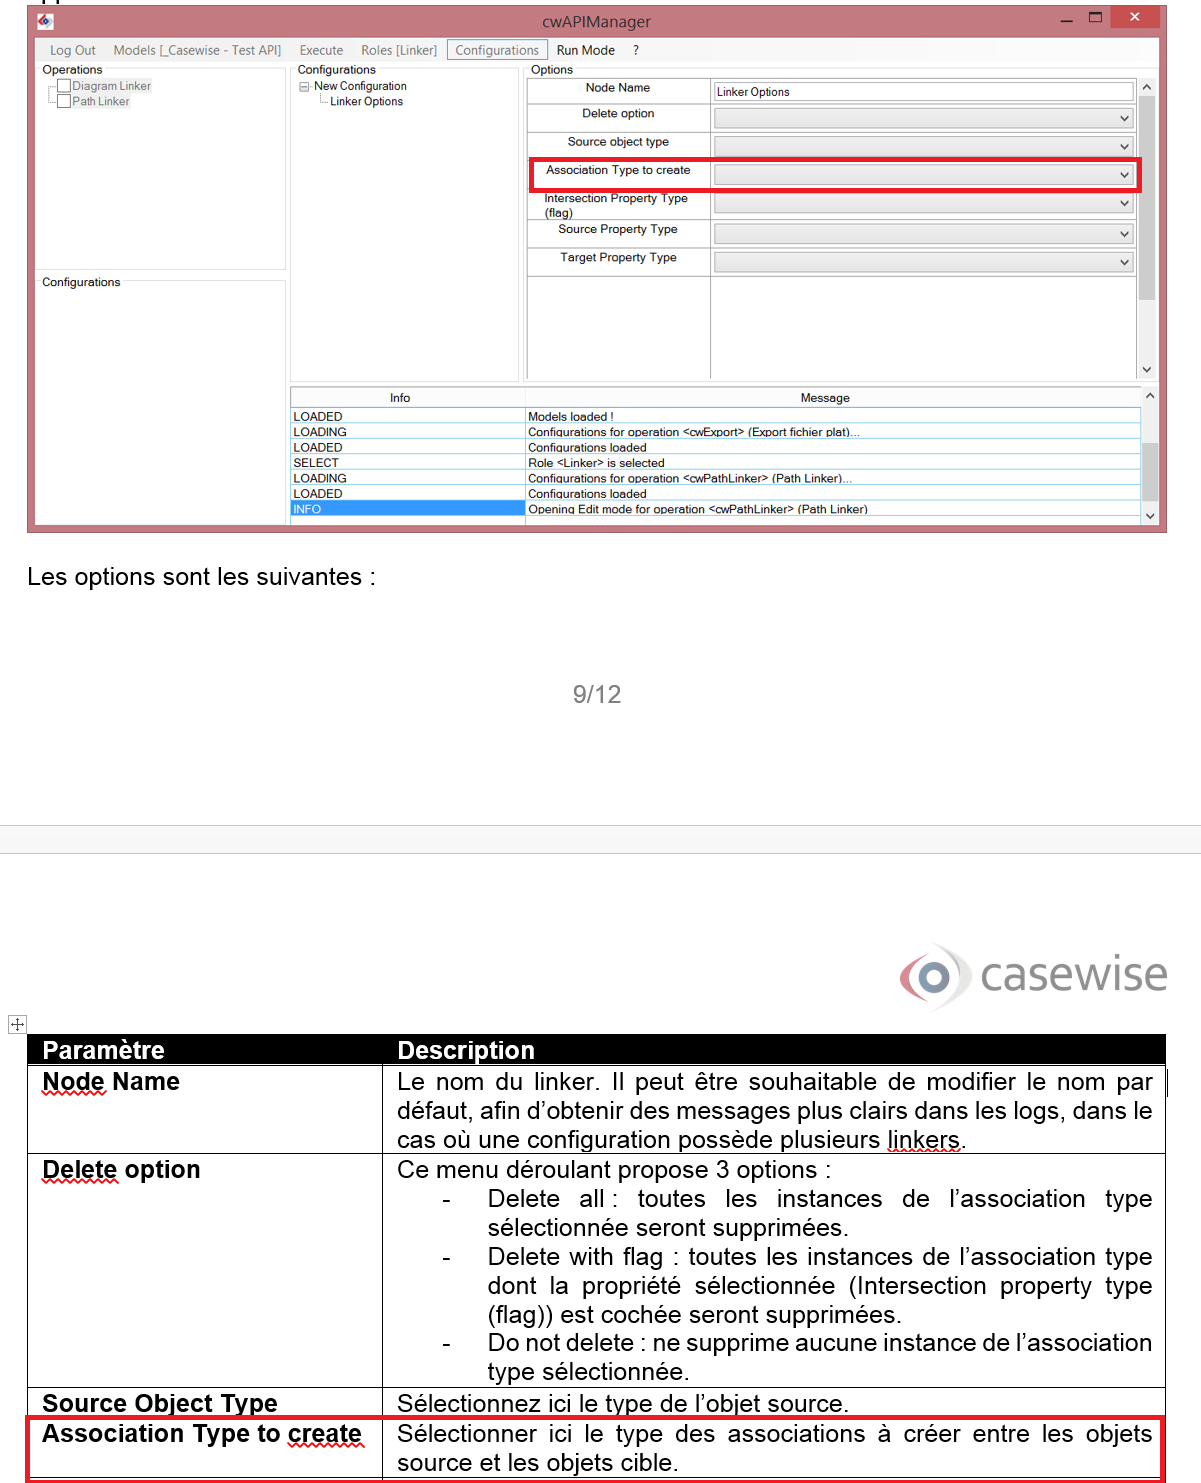 cwAPIManager
Log Out Models [_Casewise - Test API] Execute Roles [Linker] Configurations Run Mode ?
Operations
Diagram Linker
Path Linker
Configurations
Configurations
New Configuration
Linker Options
Options
Node Name Linker Options
Delete option
Source object type
Association Type to create
Intersection Property Type
(flag)
Source Property Type
Target Property Type
Info Message
LOADED Models loaded !
LOADING Configurations for operation <cwExport> (Export fichier plat)...
LOADED Configurations loaded
SELECT Role <Linker> is selected
LOADING Configurations for operation <cwPathLinker> (Path Linker)...
LOADED Configurations loaded
INFO Opening Edit mode for operation <cwPathLinker> (Path Linker)
Les options sont les suivantes :
9/12
casewise
Paramètre Description
Node Name Le nom du linker. Il peut être souhaitable de modifier le nom par
défaut, afin d’obtenir des messages plus clairs dans les logs, dans le
cas où une configuration possède plusieurs linkers.
Delete option Ce menu déroulant propose 3 options :
- Delete all : toutes les instances de l’association type
sélectionnée seront supprimées.
- Delete with flag : toutes les instances de l’association type
dont la propriété sélectionnée (Intersection property type
(flag)) est cochée seront supprimées.
- Do not delete : ne supprime aucune instance de l’association
type sélectionnée.
Source Object Type Sélectionnez ici le type de l’objet source.
Association Type to create Sélectionner ici le type des associations à créer entre les objets
source et les objets cible.